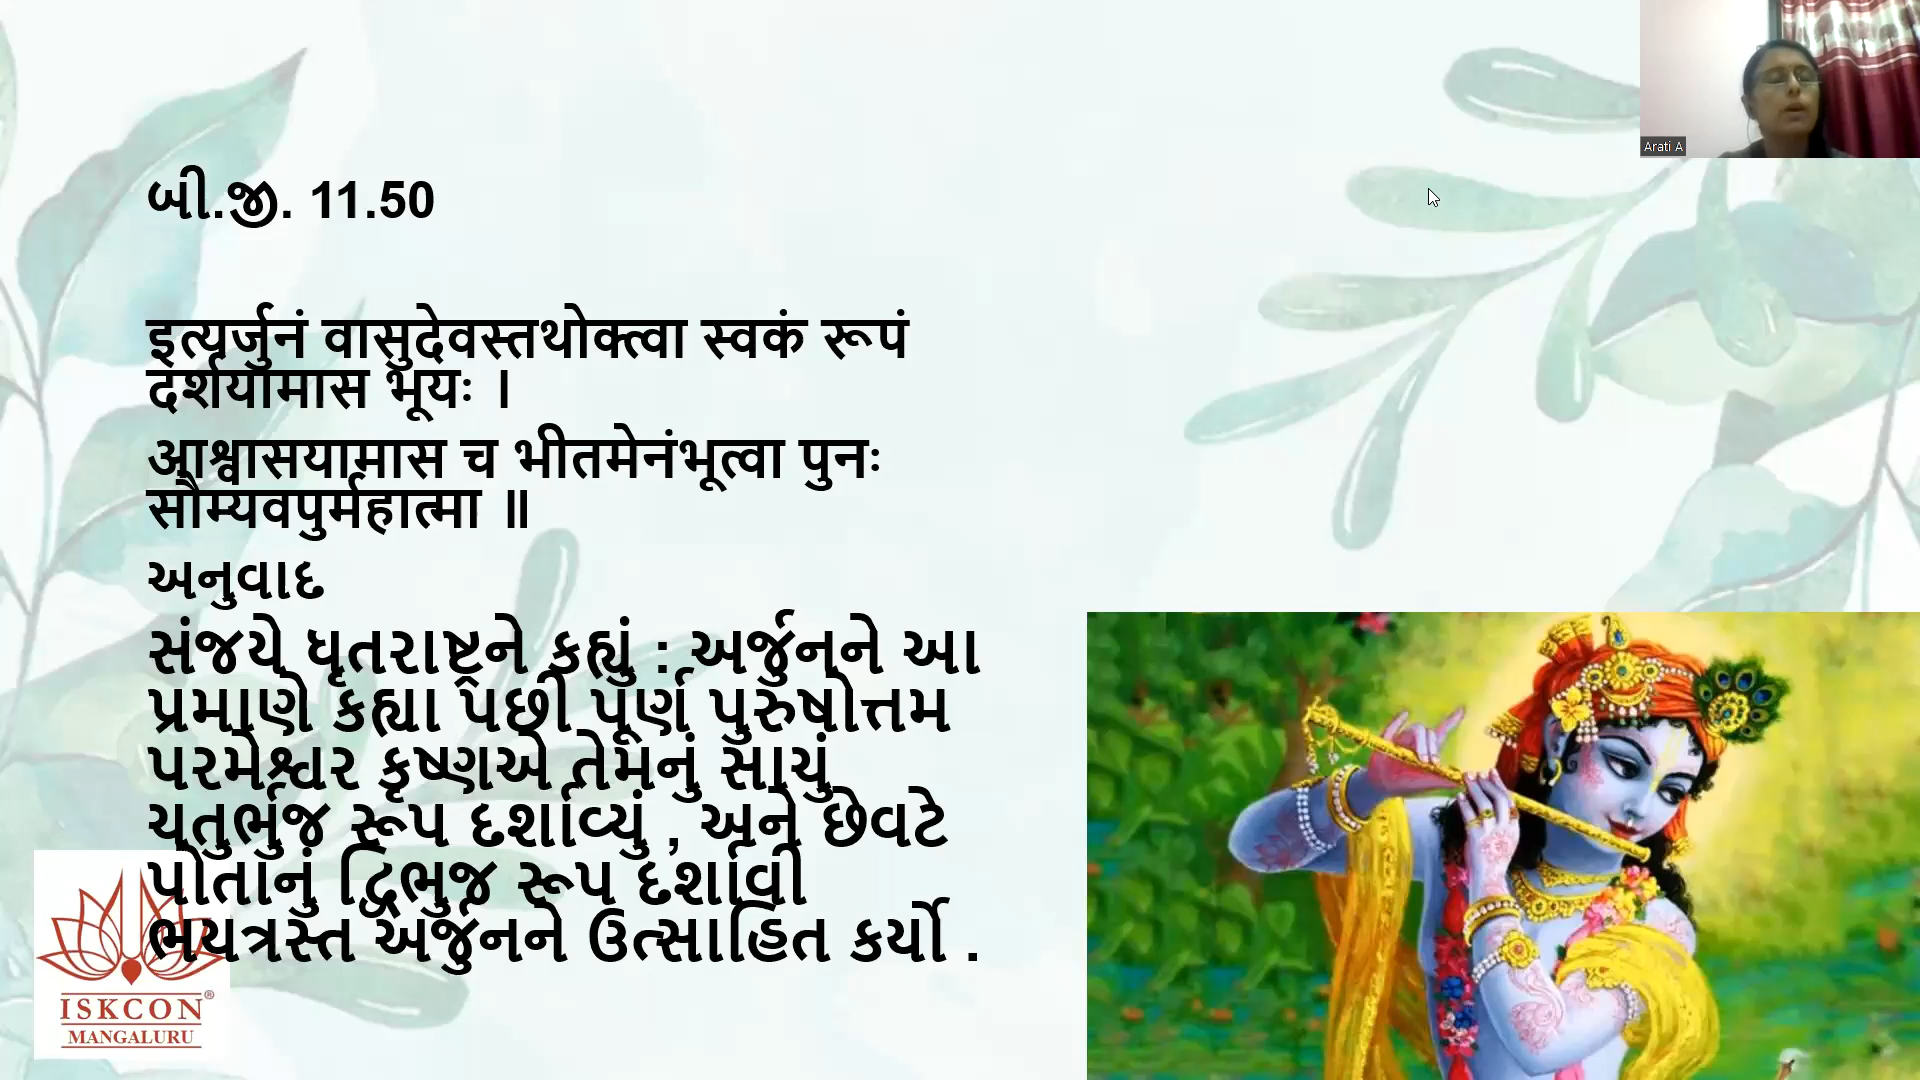 Arati A
બી.જી. 11.50
इत्यर्जुनं वासुदेवस्तथोक्त्वा स्वकं रूपं
दर्शयामास भूयः ।
आश्वासयामास च भीतमेनंभूत्वा पुनः
सौम्यवपुर्महात्मा ॥
અનુવાદ
સંજયે ધૃતરાષ્ટ્રને કહ્યું : અર્જુનને આ
પ્રમાણે કહ્યા પછી પૂર્ણ પુરુષોત્તમ
પરમેશ્વર કૃષ્ણએ તેમનું સાચું
ચતુર્ભુજ રૂપ દર્શાવ્યું , અને છેવટે
પોતાનું દ્વિભુજ રૂપ દર્શાવી
ભયત્રસ્ત અર્જુનને ઉત્સાહિત કર્યો .
ISKCON®
MANGALURU